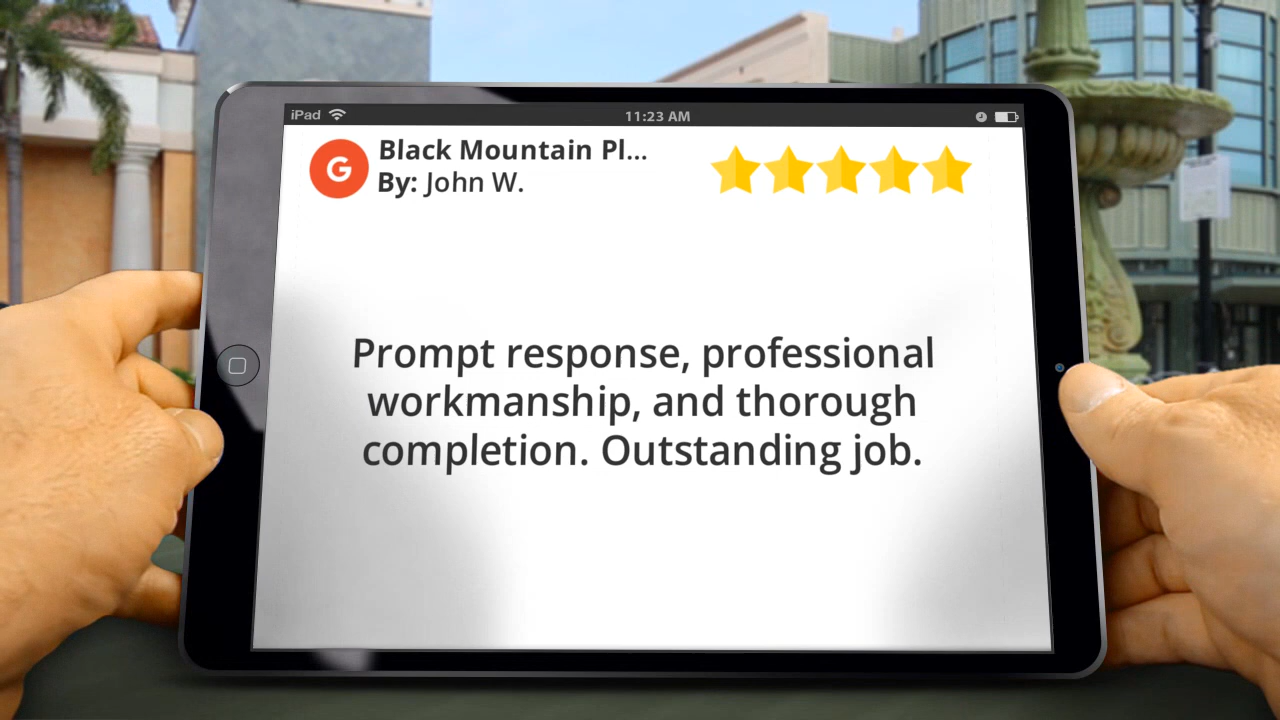 iPad
11:23 AM
G
Black Mountain Pl...
By: John W.
Prompt response, professional
workmanship, and thorough
completion. Outstanding job.